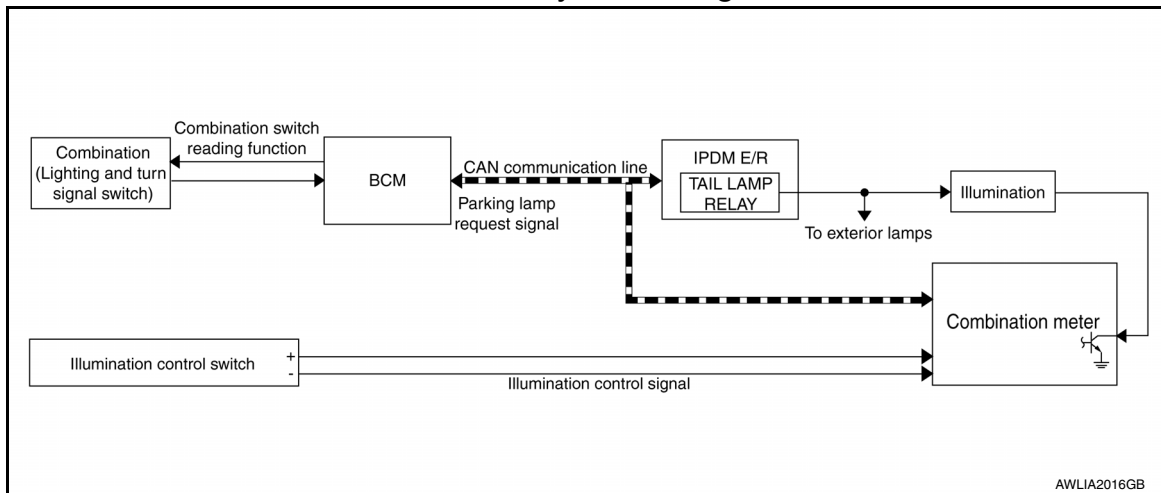 Combination switch
reading function
Combination
(Lighting and turn
signal switch)
BCM
CAN communication line
Parking lamp
request signal
IPDM E/R
TAIL LAMP
RELAY
To exterior lamps
Illumination
Combination meter
Illumination control switch
+
-
Illumination control signal
AWLIA2016GB